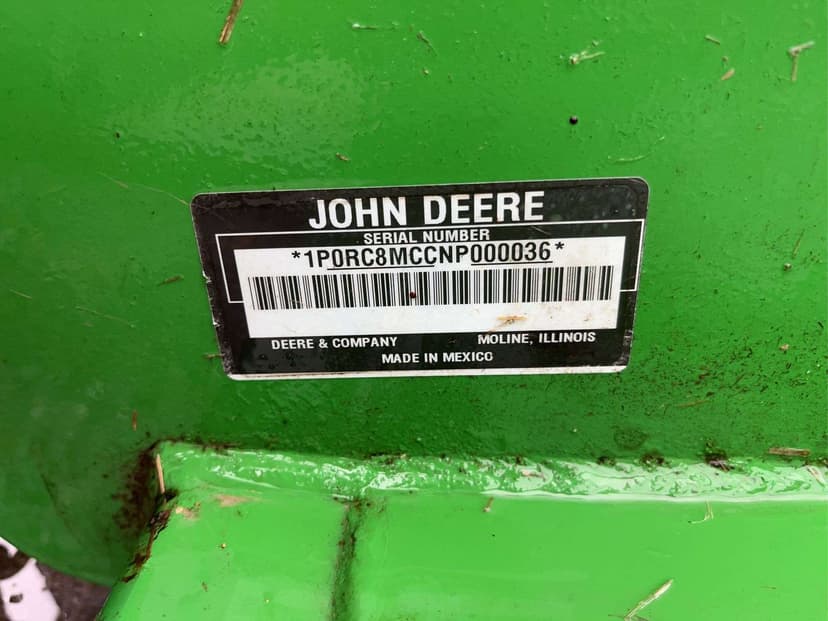 JOHN DEERE
SERIAL NUMBER
*1P0RC8MCCNP000036*
DEERE & COMPANY MOLINE, ILLINOIS
MADE IN MEXICO